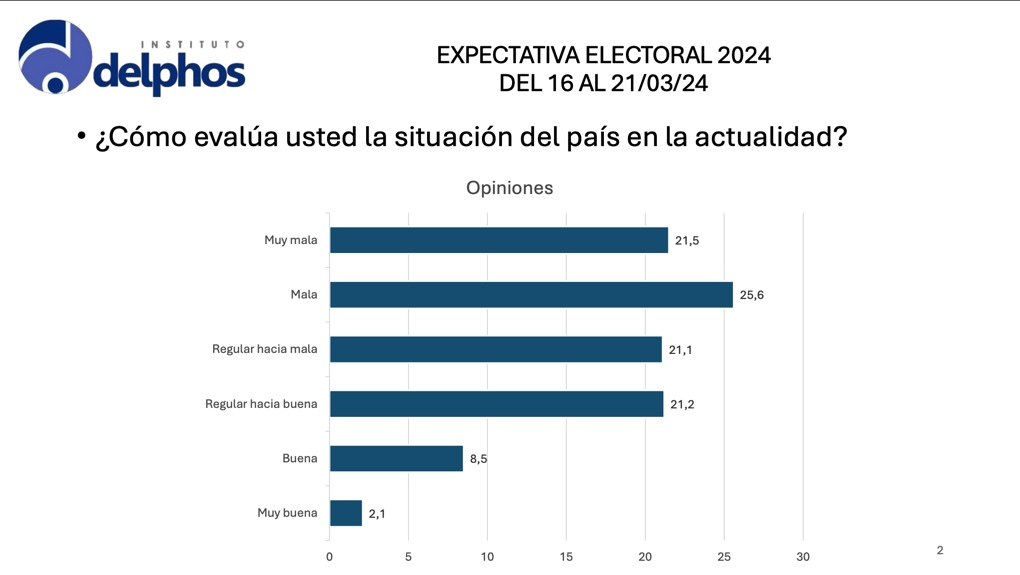 INSTITUTO
delphos
EXPECTATIVA ELECTORAL 2024
DEL 16 AL 21/03/24
• ¿Cómo evalúa usted la situación del país en la actualidad?
Opiniones
Muy mala 21,5
Mala 25,6
Regular hacia mala 21,1
Regular hacia buena 21,2
Buena 8,5
Muy buena 2,1
0 5 10 15 20 25 30
2